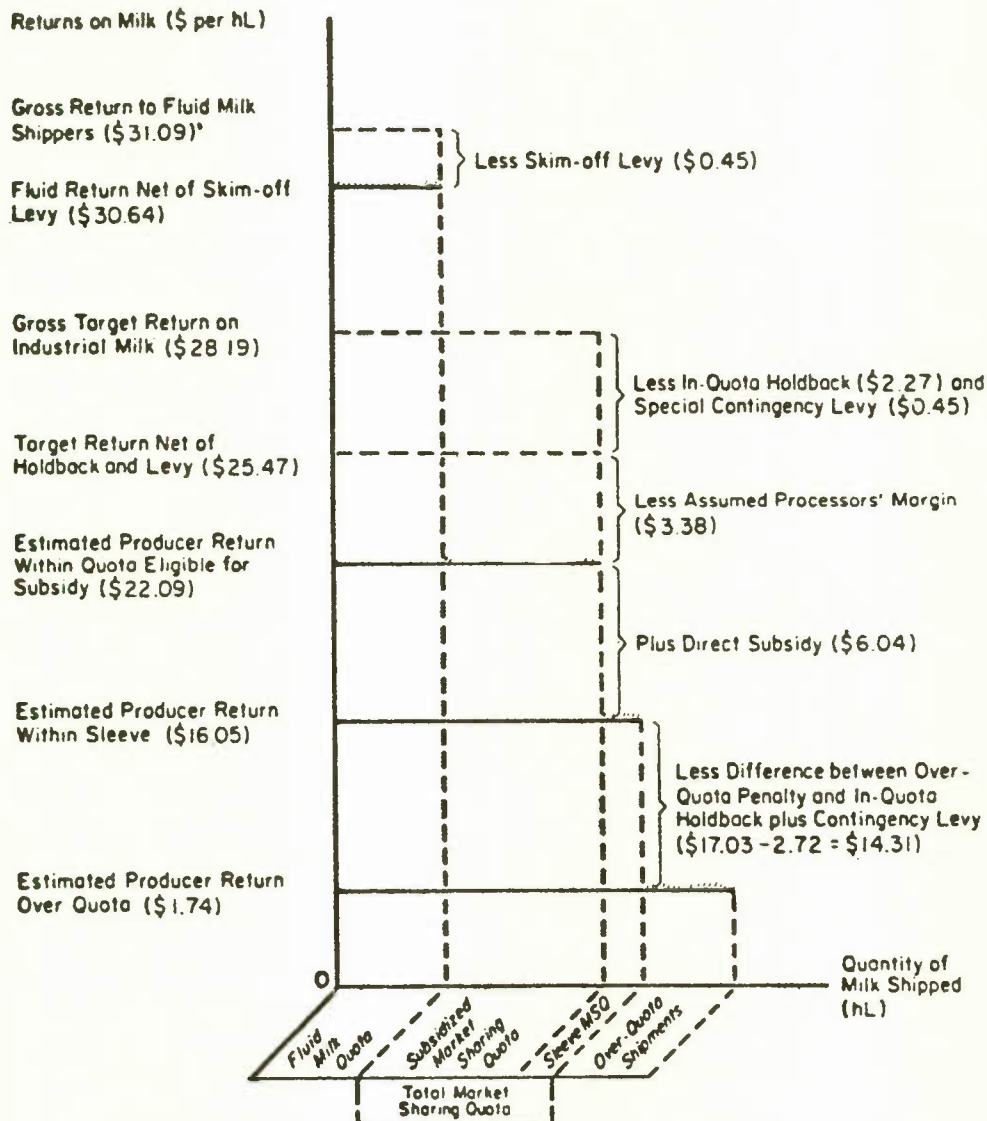 Returns on Milk ($ per hL)
Gross Return to Fluid Milk
Shippers ($31.09)*
Less Skim-off Levy ($0.45)
Fluid Return Net of Skim-off
Levy ($30.64)
Gross Target Return on
Industrial Milk ($28.19)
Less In-Quota Holdback ($2.27) and
Special Contingency Levy ($0.45)
Target Return Net of
Holdback and Levy ($25.47)
Less Assumed Processors' Margin
($3.38)
Estimated Producer Return
Within Quota Eligible for
Subsidy ($22.09)
Plus Direct Subsidy ($6.04)
Estimated Producer Return
Within Sleeve ($16.05)
Less Difference between Over-
Quota Penalty and In-Quota
Holdback plus Contingency Levy
($17.03-2.72 = $14.31)
Estimated Producer Return
Over Quota ($1.74)
O
Quantity of
Milk Shipped
(hL)
Fluid
Milk
Quota
Subsidized
Market
Sharing
Quota
Sleeve MSQ
Over-Quota
Shipments
Total Market
Sharing Quota